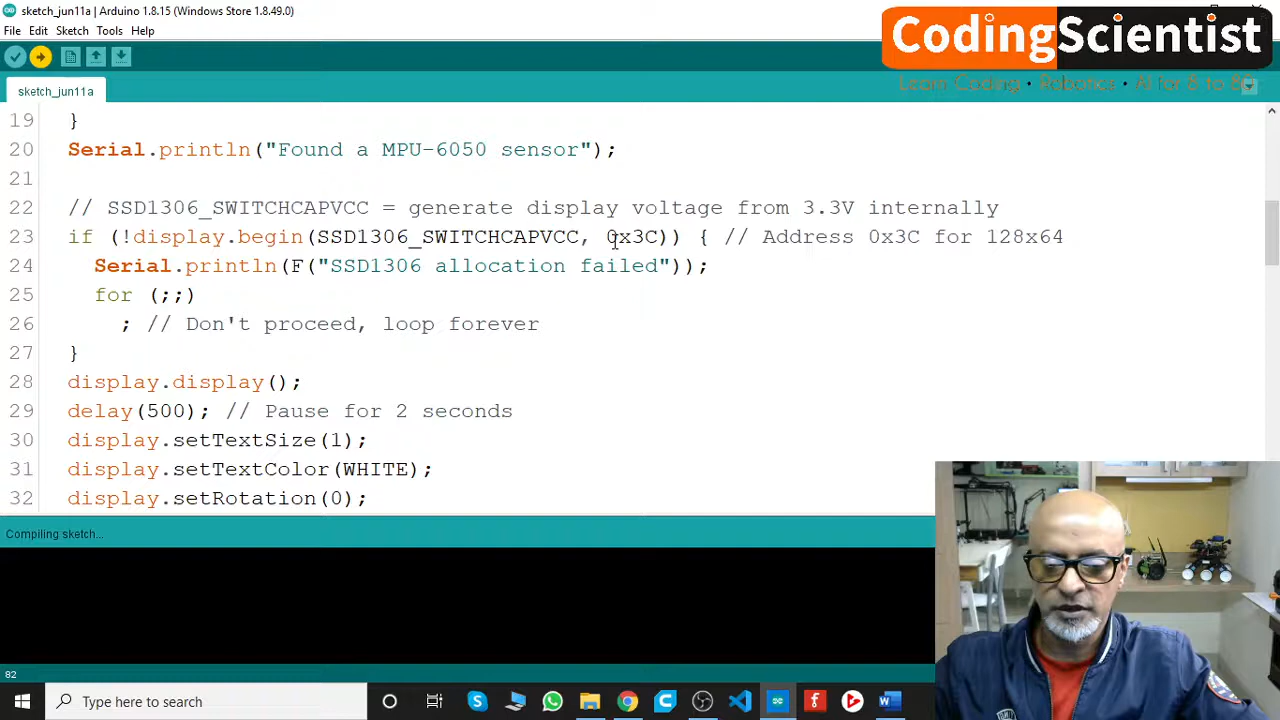 sketch_jun11a | Arduino 1.8.15 (Windows Store 1.8.49.0)
File Edit Sketch Tools Help
CodingScientist
Learn Coding • Robotics • AI for 8 to 80
sketch_jun11a
19 }
20 Serial.println("Found a MPU-6050 sensor");
21
22 // SSD1306_SWITCHCAPVCC = generate display voltage from 3.3V internally
23 if (!display.begin(SSD1306_SWITCHCAPVCC, 0x3C)) { // Address 0x3C for 128x64
24 Serial.println(F("SSD1306 allocation failed"));
25 for (;;)
26 ; // Don't proceed, loop forever
27 }
28 display.display();
29 delay(500); // Pause for 2 seconds
30 display.setTextSize(1);
31 display.setTextColor(WHITE);
32 display.setRotation(0);
Compiling sketch...
82
Type here to search